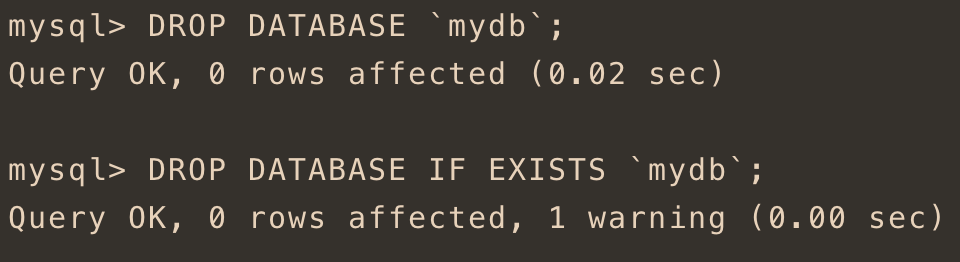 mysql> DROP DATABASE `mydb`;
Query OK, 0 rows affected (0.02 sec)
mysql> DROP DATABASE IF EXISTS `mydb`;
Query OK, 0 rows affected, 1 warning (0.00 sec)